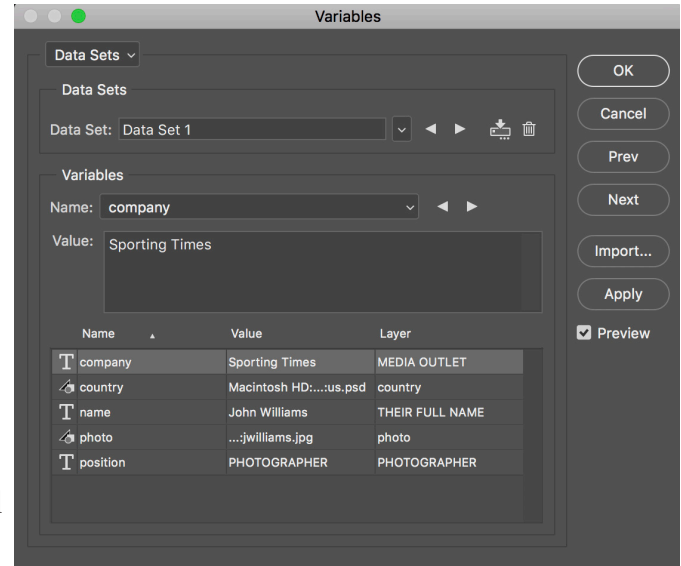 Variables
Data Sets
OK
Data Sets
Data Set: Data Set 1
Cancel
Prev
Variables
Name: company
Next
Value: Sporting Times
Import...
Apply
Name Value Layer
Preview
T company Sporting Times MEDIA OUTLET
country Macintosh HD:...:us.psd country
T name John Williams THEIR FULL NAME
photo ...:jwilliams.jpg photo
T position PHOTOGRAPHER PHOTOGRAPHER